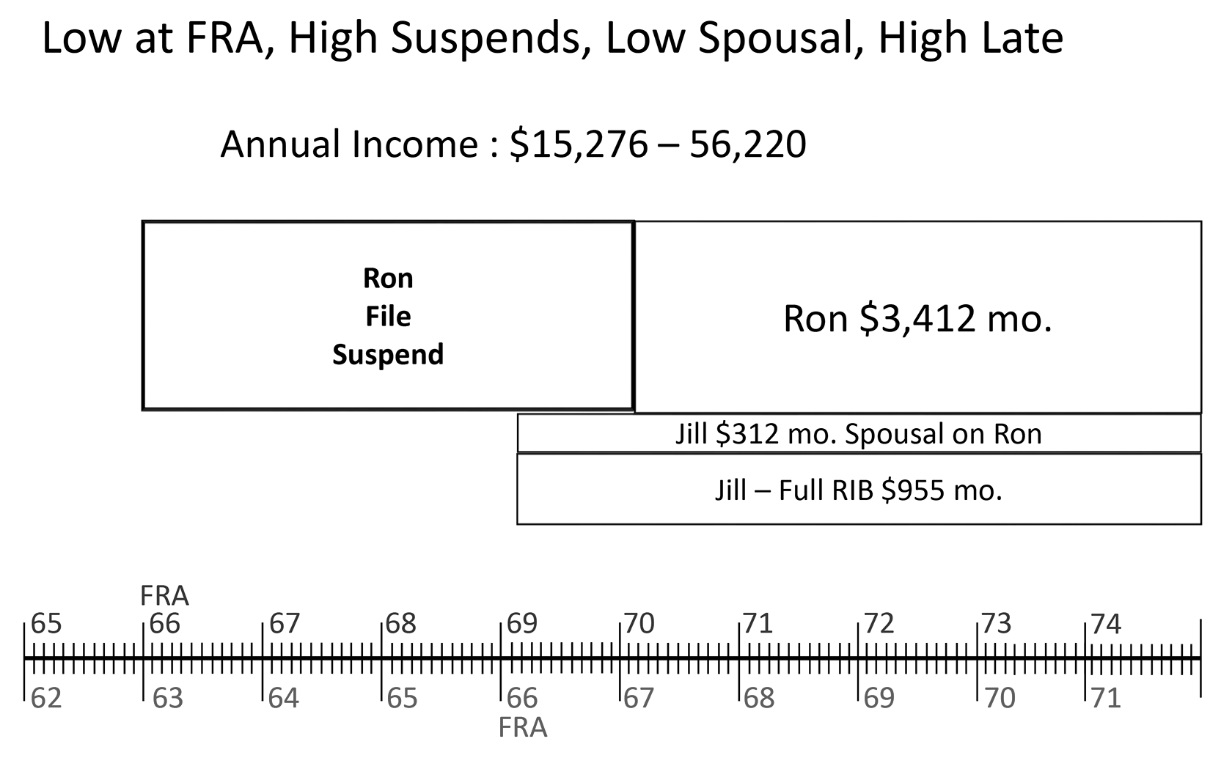 Low at FRA, High Suspends, Low Spousal, High Late
Annual Income : $15,276 – 56,220
Ron
File
Suspend
Ron $3,412 mo.
Jill $312 mo. Spousal on Ron
Jill – Full RIB $955 mo.
FRA
65 66 67 68 69 70 71 72 73 74
62 63 64 65 66 67 68 69 70 71
FRA